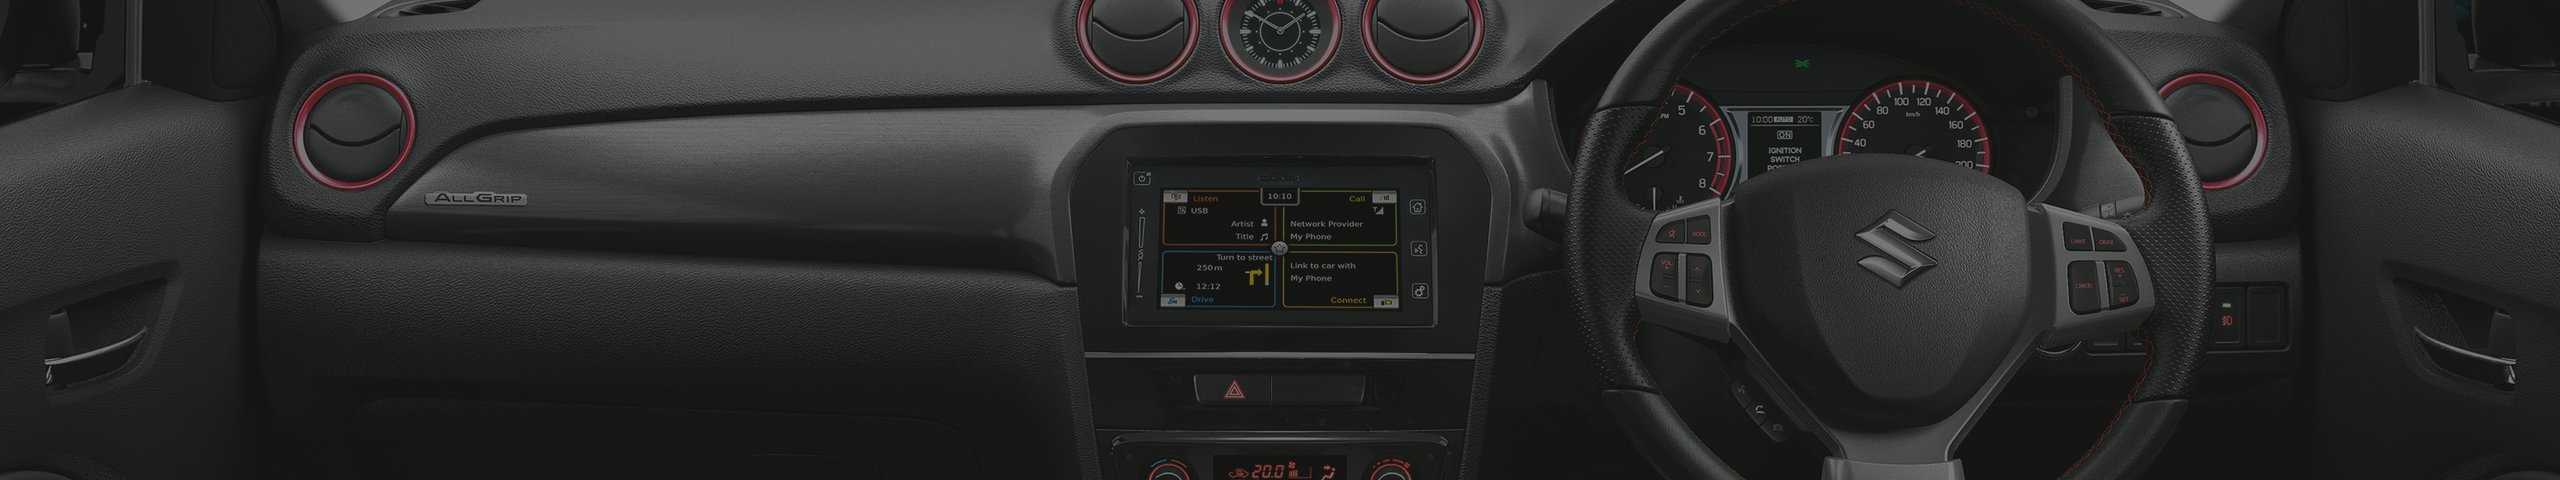 ALLGRIP
VOL
Listen
10:10
Call
USB
Artist
Title
Network Provider
My Phone
Turn to street
250m
12:12
Drive
Link to car with
My Phone
Connect
20.0
5
6
7
8
10:00 AUTO 20°C
ON
IGNITION
SWITCH
40
60
80
100
120
140
160
180
200
km/h
MODE
VOL
+
-
LIMIT
CRUISE
CANCEL
RES
+
-
SET